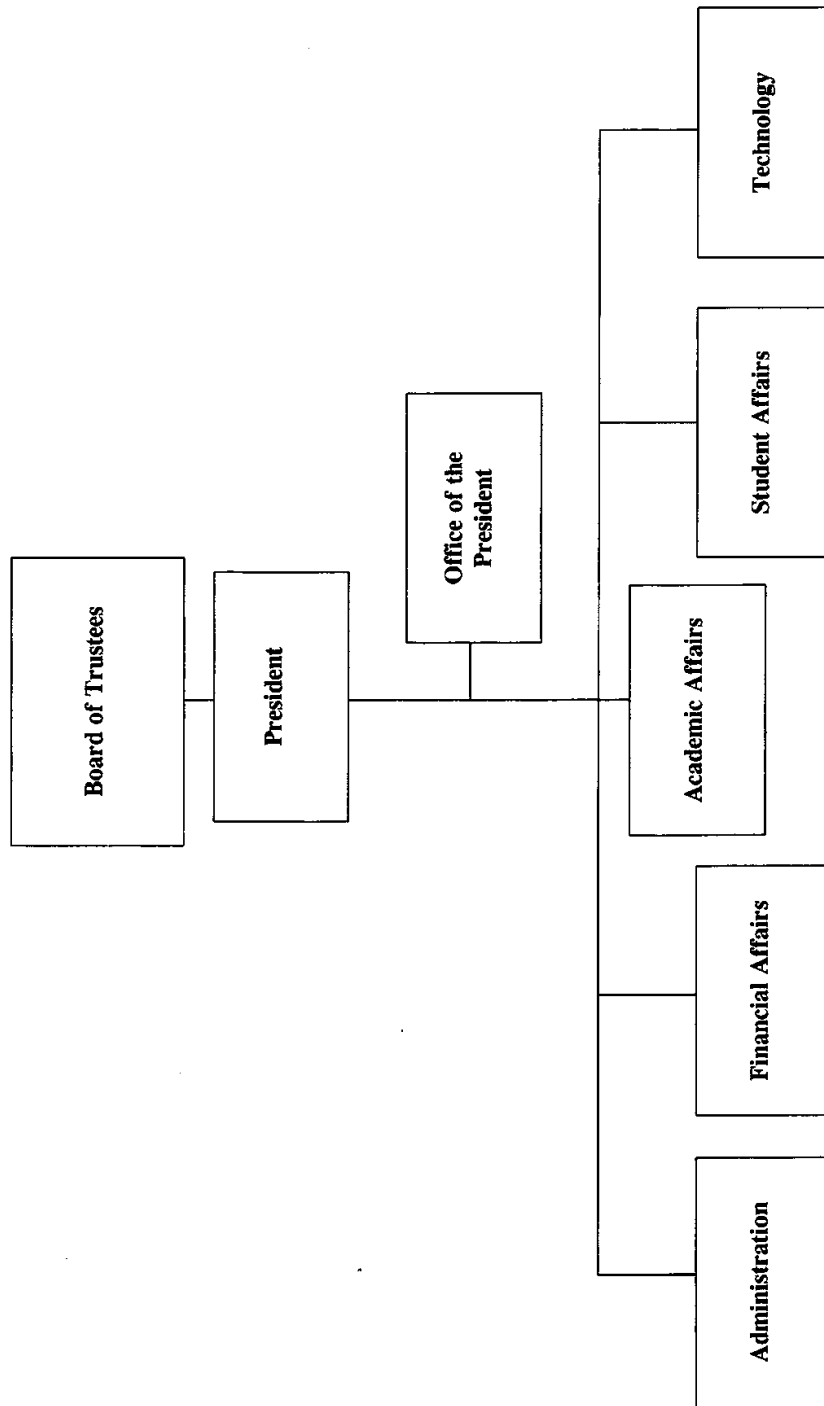 Board of Trustees
President
Office of the
President
Administration
Financial Affairs
Academic Affairs
Student Affairs
Technology